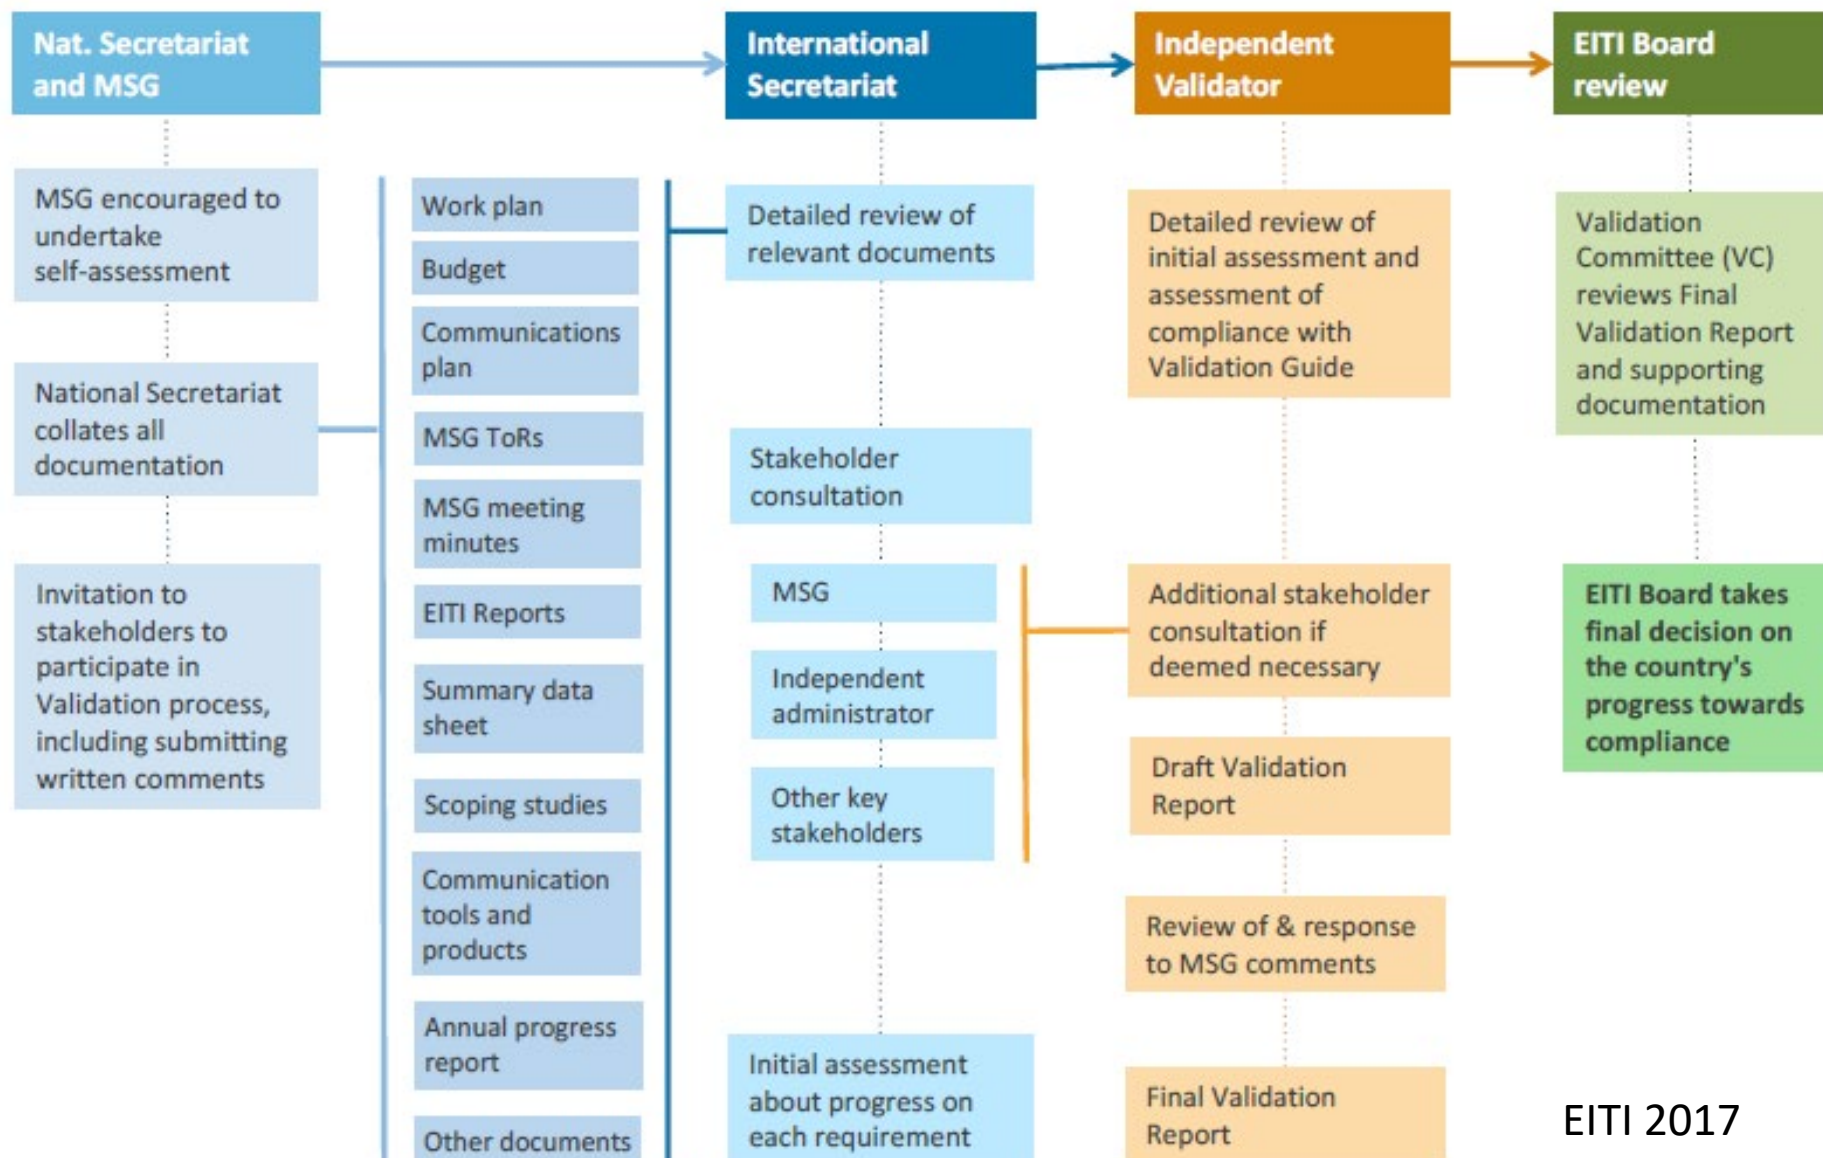 Nat. Secretariat
and MSG
International
Secretariat
Independent
Validator
EITI Board
review
MSG encouraged to
undertake
self-assessment
National Secretariat
collates all
documentation
Invitation to
stakeholders to
participate in
Validation process,
including submitting
written comments
Work plan
Budget
Communications
plan
MSG ToRs
MSG meeting
minutes
EITI Reports
Summary data
sheet
Scoping studies
Communication
tools and
products
Annual progress
report
Other documents
Detailed review of
relevant documents
Stakeholder
consultation
MSG
Independent
administrator
Other key
stakeholders
Initial assessment
about progress on
each requirement
Detailed review of
initial assessment and
assessment of
compliance with
Validation Guide
Additional stakeholder
consultation if
deemed necessary
Draft Validation
Report
Review of & response
to MSG comments
Final Validation
Report
Validation
Committee (VC)
reviews Final
Validation Report
and supporting
documentation
EITI Board takes
final decision on
the country's
progress towards
compliance
EITI 2017